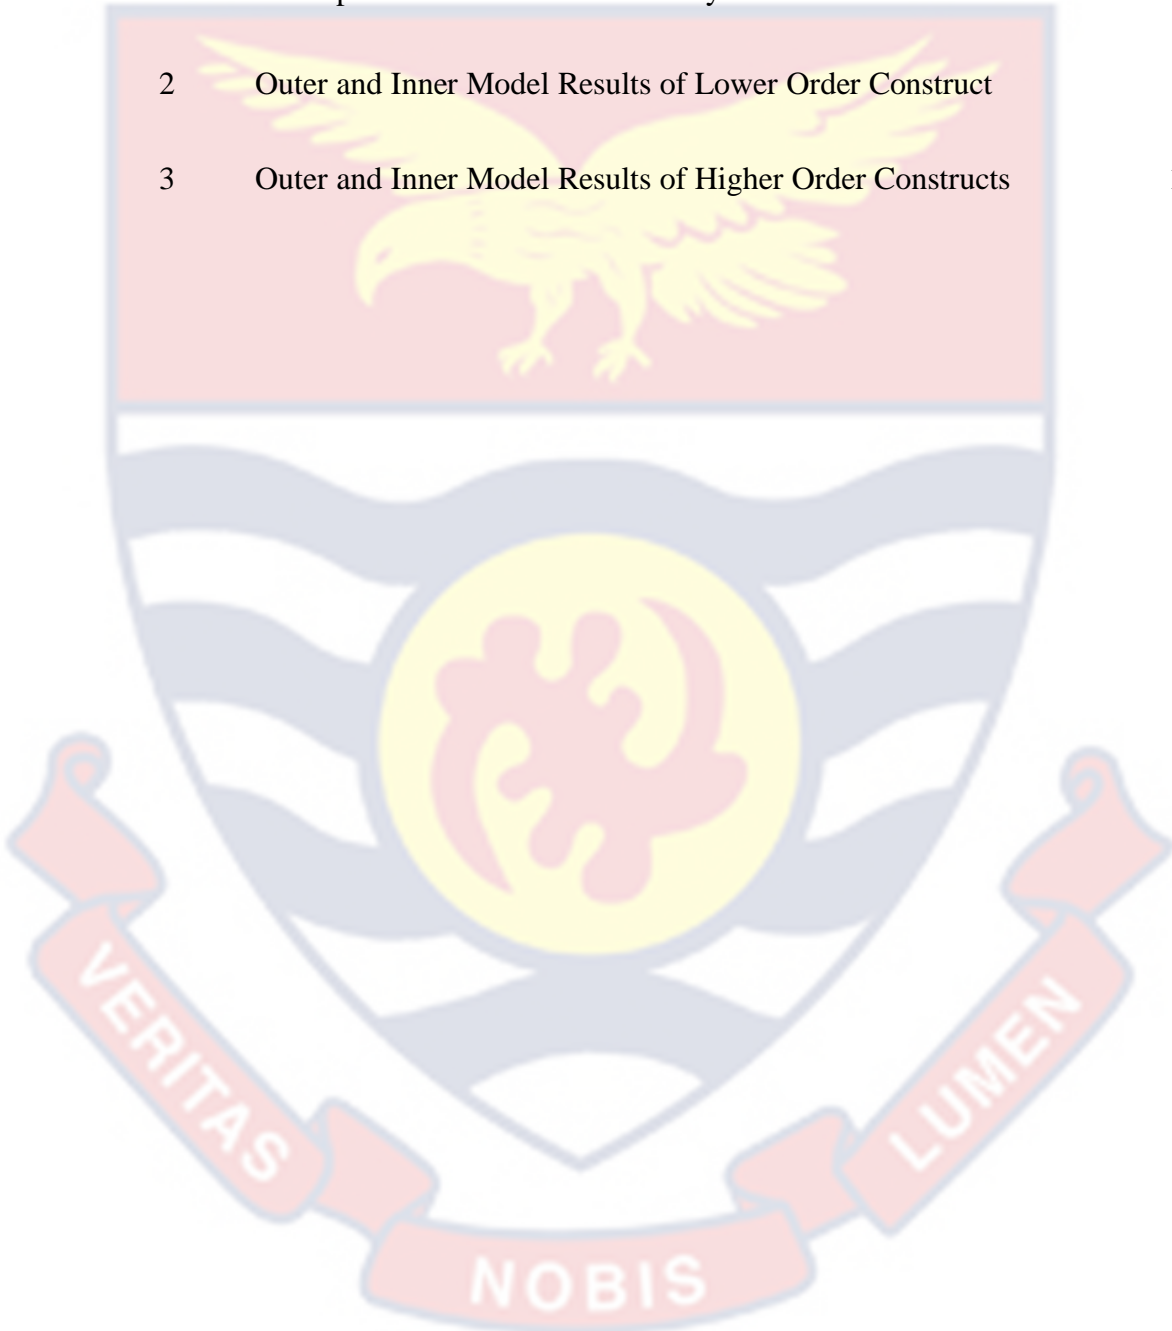 2 Outer and Inner Model Results of Lower Order Construct
3 Outer and Inner Model Results of Higher Order Constructs
VERITAS
NOBIS
LUMEN